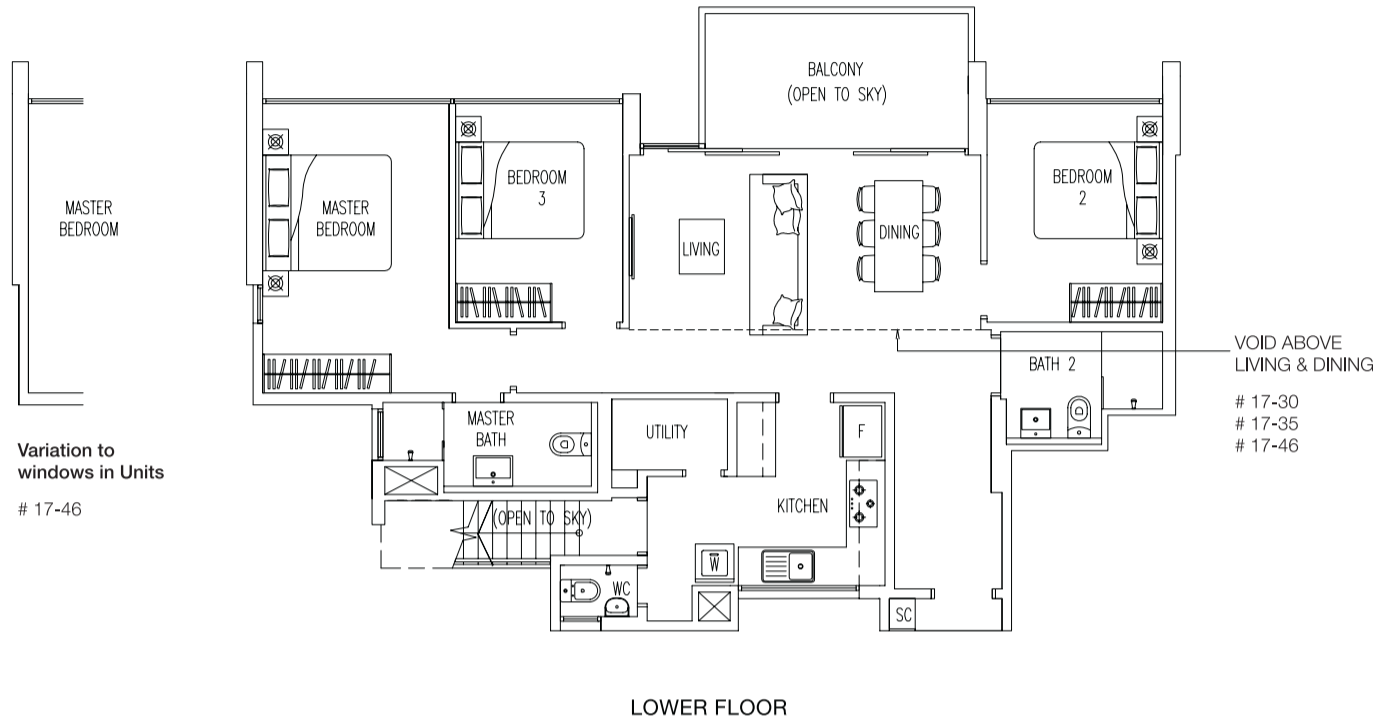 BALCONY
(OPEN TO SKY)
MASTER
BEDROOM
MASTER
BEDROOM
BEDROOM
3
LIVING
DINING
BEDROOM
2
VOID ABOVE
LIVING & DINING
# 17-30
# 17-35
# 17-46
BATH 2
MASTER
BATH
UTILITY
F
Variation to
windows in Units
# 17-46
KITCHEN
(OPEN TO SKY)
W
WC
SC
LOWER FLOOR